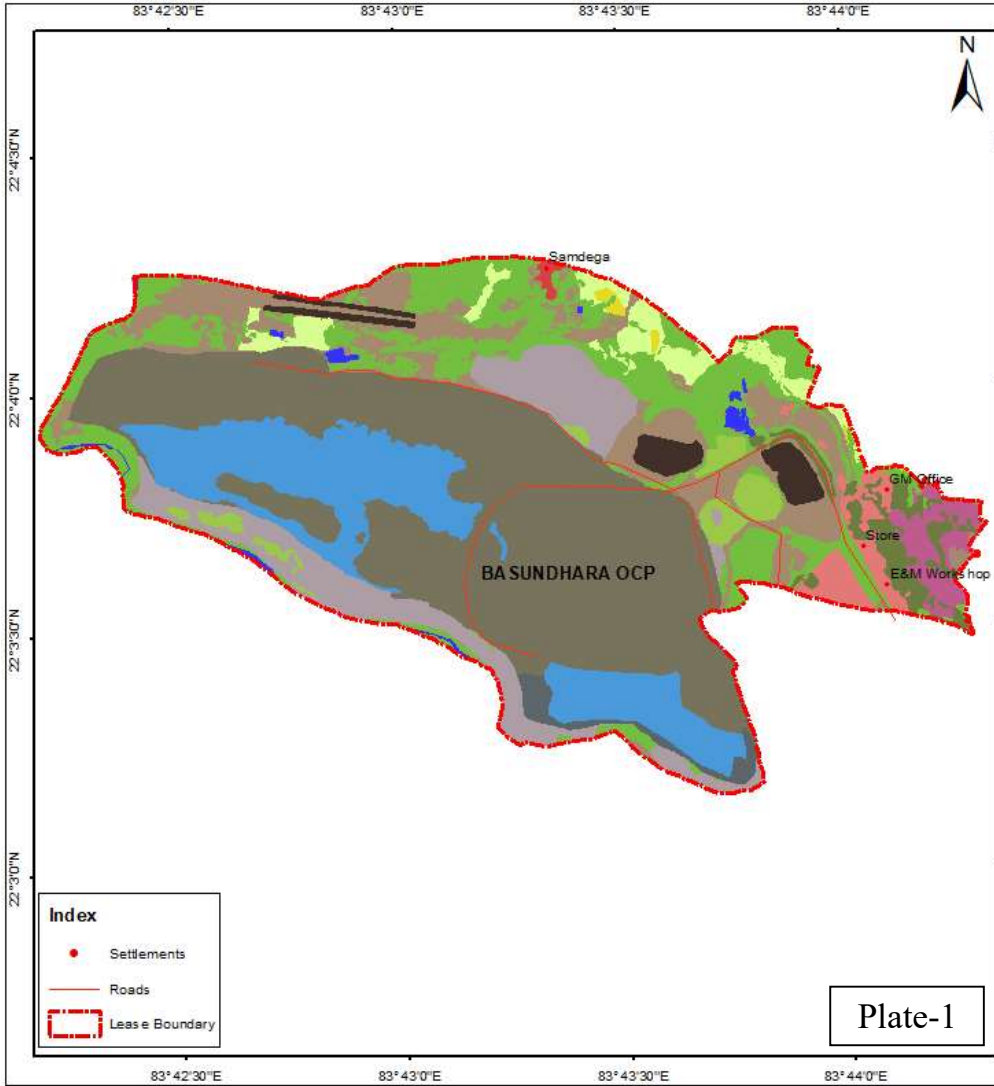 83° 42'30"E 83° 43'0"E 83° 43'30"E 83° 44'0"E
N
22°4'30"N
Samdega
22°4'0"N
GM Office
Store
BASUNDHARA OCP
E&M Workshop
22°3'30"N
22°3'0"N
Index
Settlements
Roads
Lease Boundary
Plate-1
83° 42'30"E 83° 43'0"E 83° 43'30"E 83° 44'0"E